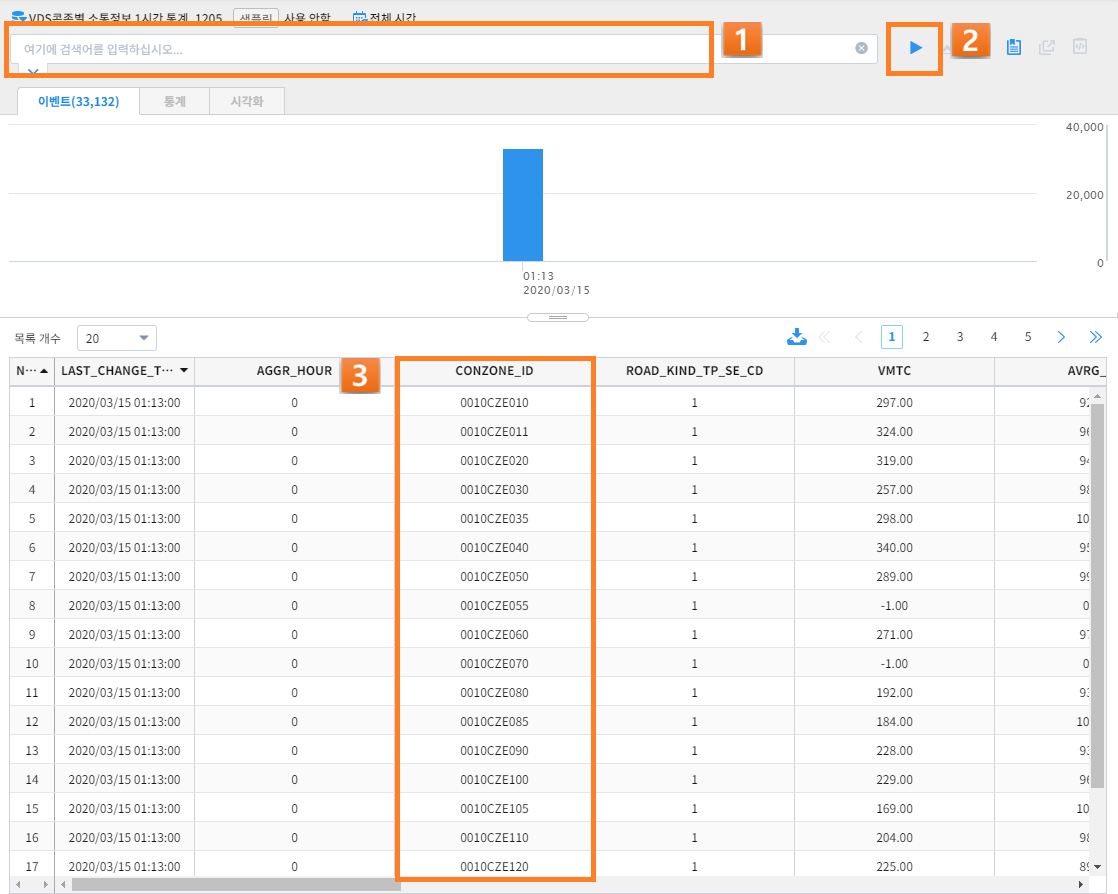 VDS콘존별 소통정보 1시간 통계_1205 샘플링 사용 안함 전체 시간
여기에 검색어를 입력하십시오...
1
2
이벤트(33,132) 통계 시각화
40,000
20,000
0
01:13
2020/03/15
목록 개수 20 1 2 3 4 5
N··· LAST_CHANGE_T··· AGGR_HOUR 3 CONZONE_ID ROAD_KIND_TP_SE_CD VMTC AVRG_
1 2020/03/15 01:13:00 0 0010CZE010 1 297.00 92
2 2020/03/15 01:13:00 0 0010CZE011 1 324.00 96
3 2020/03/15 01:13:00 0 0010CZE020 1 319.00 94
4 2020/03/15 01:13:00 0 0010CZE030 1 257.00 98
5 2020/03/15 01:13:00 0 0010CZE035 1 298.00 10
6 2020/03/15 01:13:00 0 0010CZE040 1 340.00 95
7 2020/03/15 01:13:00 0 0010CZE050 1 289.00 99
8 2020/03/15 01:13:00 0 0010CZE055 1 -1.00 0
9 2020/03/15 01:13:00 0 0010CZE060 1 271.00 97
10 2020/03/15 01:13:00 0 0010CZE070 1 -1.00 0
11 2020/03/15 01:13:00 0 0010CZE080 1 192.00 93
12 2020/03/15 01:13:00 0 0010CZE085 1 184.00 10
13 2020/03/15 01:13:00 0 0010CZE090 1 228.00 93
14 2020/03/15 01:13:00 0 0010CZE100 1 229.00 96
15 2020/03/15 01:13:00 0 0010CZE105 1 169.00 10
16 2020/03/15 01:13:00 0 0010CZE110 1 204.00 98
17 2020/03/15 01:13:00 0 0010CZE120 1 225.00 89